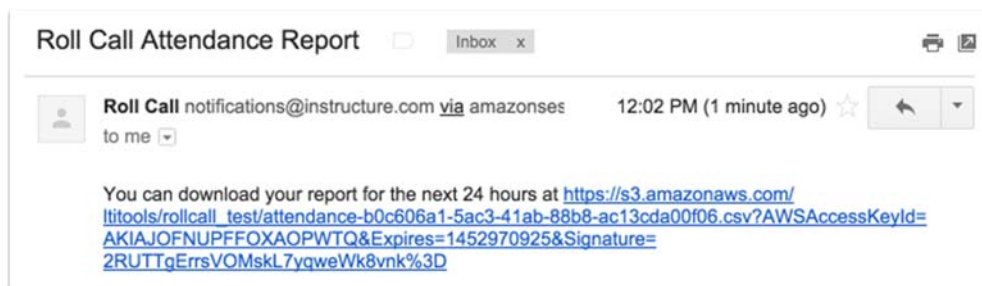 Roll Call Attendance Report Inbox x
Roll Call notifications@instructure.com via amazonses 12:02 PM (1 minute ago)
to me
You can download your report for the next 24 hours at https://s3.amazonaws.com/
ltitools/rollcall_test/attendance-b0c606a1-5ac3-41ab-88b8-ac13cda00f06.csv?AWSAccessKeyId=
AKIAJOFNUPFFOXAOPWTQ&Expires=1452970925&Signature=
2RUTTgErrsVOMskL7yqweWk8vnk%3D